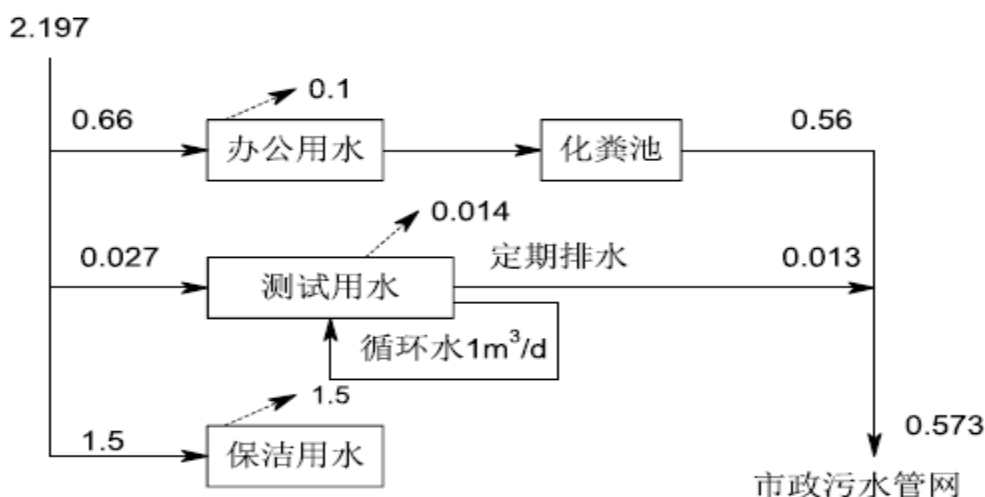 2.197
0.1
0.66
办公用水
化粪池
0.56
0.014
0.027
测试用水
定期排水
0.013
循环水1m³/d
1.5
1.5
保洁用水
0.573
市政污水管网